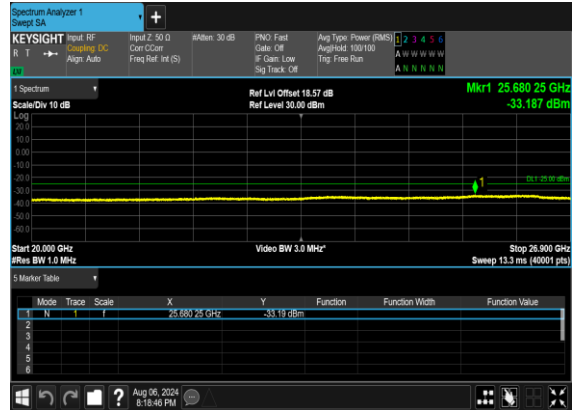 Spectrum Analyzer 1
Swept SA
+
KEYSIGHT Input: RF Input Z: 50 Ω #Atten: 30 dB PNO: Fast Avg Type: Power (RMS) 1 2 3 4 5 6
R T Coupling: DC Corr CCorr Gate: Off Avg|Hold: 100/100 A W W W W W
Align: Auto Freq Ref: Int (S) IF Gain: Low Trig: Free Run
Sig Track: Off A N N N N N
1 Spectrum
Scale/Div 10 dB Ref Lvl Offset 18.57 dB Mkr1 25.680 25 GHz
Ref Level 30.00 dBm -33.187 dBm
Log
20.0
10.0
0.00
-10.0
-20.0
-30.0
-40.0
-50.0
-60.0
1
DL1 -25.00 dBm
Start 20.000 GHz Video BW 3.0 MHz* Stop 26.900 GHz
#Res BW 1.0 MHz Sweep 13.3 ms (40001 pts)
5 Marker Table
Mode Trace Scale X Y Function Function Width Function Value
1 N 1 f 25.680 25 GHz -33.19 dBm
2
3
4
5
6
? Aug 06, 2024
8:18:46 PM